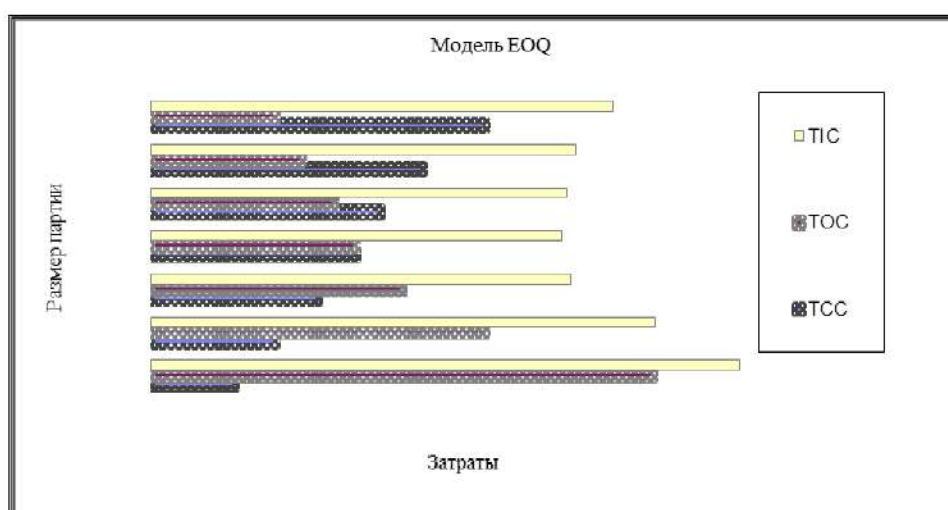 Модель EOQ
Размер партии
TIC
TOC
TCC
Затраты